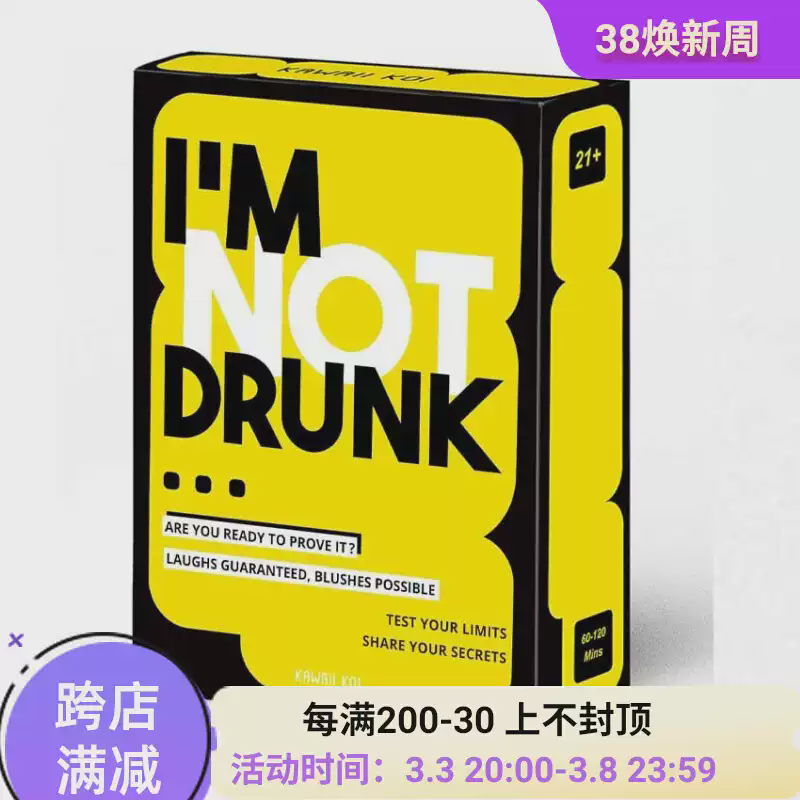 38焕新周
KAWAII KOI
21+
I'M
NOT
DRUNK
...
ARE YOU READY TO PROVE IT?
LAUGHS GUARANTEED, BLUSHES POSSIBLE
TEST YOUR LIMITS
SHARE YOUR SECRETS
60-120
Mins
KAWAII KOI
跨店
满减
每满200-30 上不封顶
活动时间：3.3 20:00-3.8 23:59